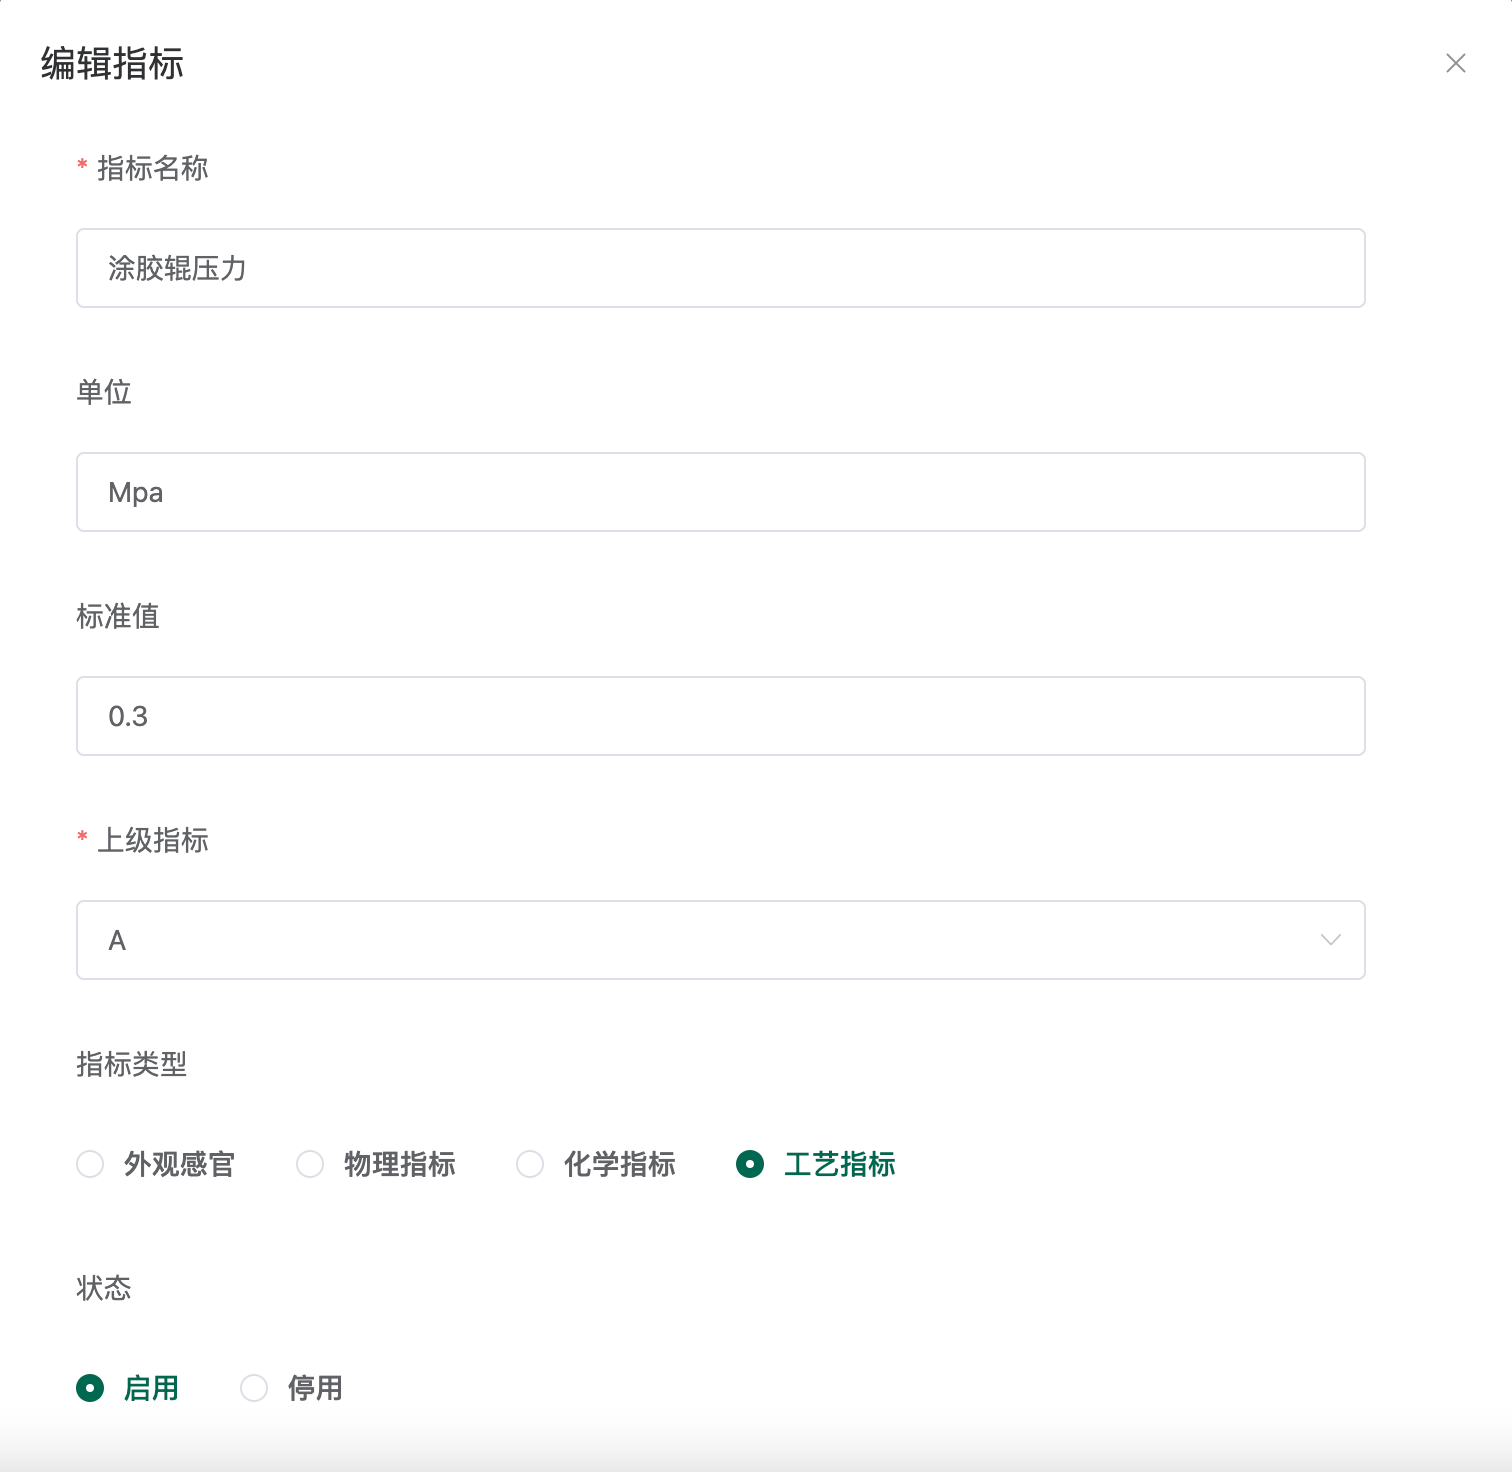 编辑指标
* 指标名称
涂胶辊压力
单位
Mpa
标准值
0.3
* 上级指标
A
指标类型
外观感官 物理指标 化学指标 工艺指标
状态
启用 停用